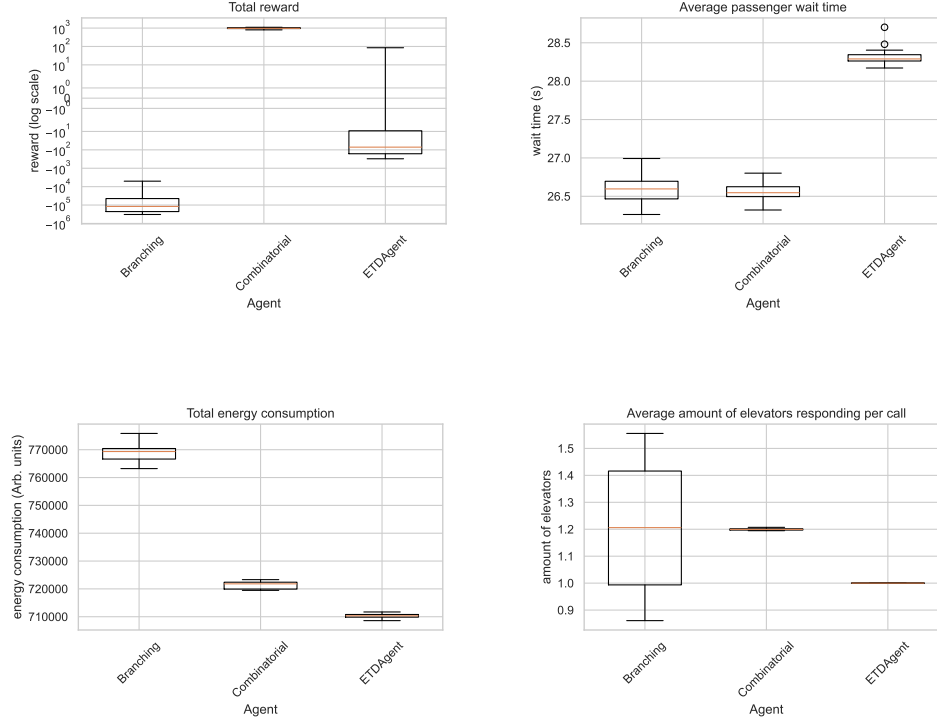 Total reward
reward (log scale)
10^3
10^2
10^1
10^0
0
−10^0
−10^1
−10^2
−10^3
−10^4
−10^5
−10^6
Branching
Combinatorial
ETDAgent
Agent
Average passenger wait time
wait time (s)
28.5
28.0
27.5
27.0
26.5
Branching
Combinatorial
ETDAgent
Agent
Total energy consumption
energy consumption (Arb. units)
770000
760000
750000
740000
730000
720000
710000
Branching
Combinatorial
ETDAgent
Agent
Average amount of elevators responding per call
amount of elevators
1.5
1.4
1.3
1.2
1.1
1.0
0.9
Branching
Combinatorial
ETDAgent
Agent